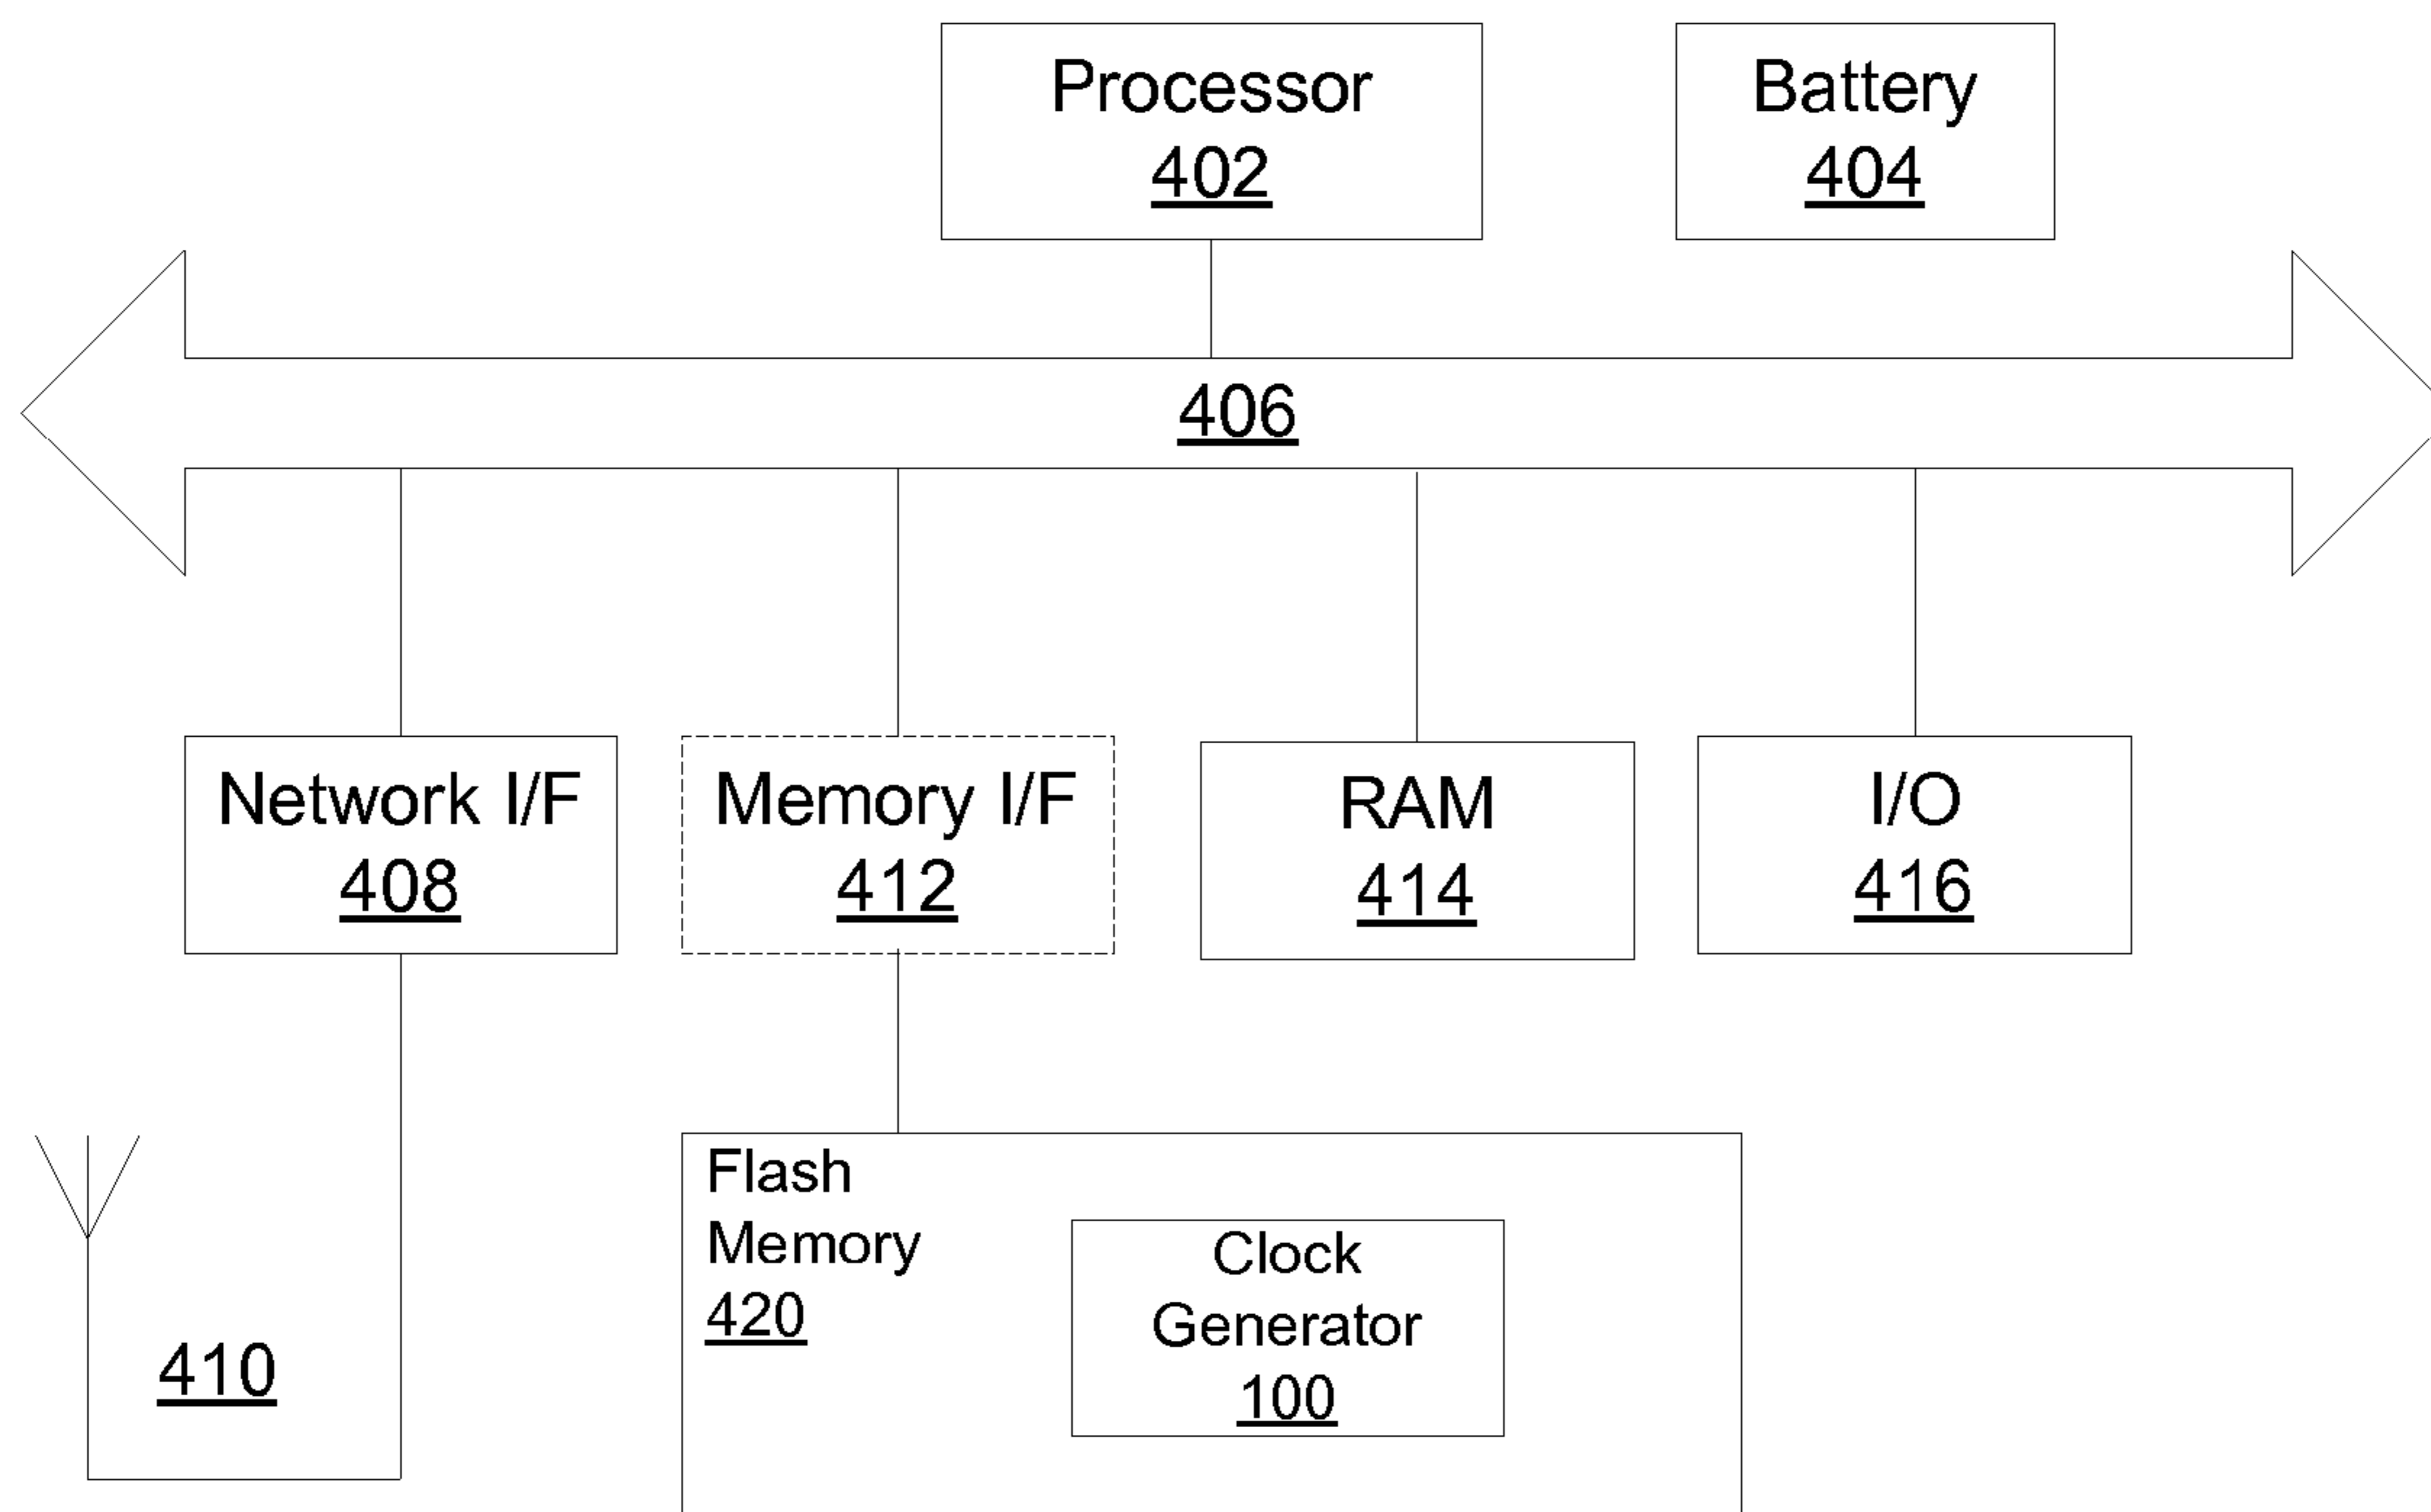 Processor
402
Battery
404
406
Network I/F
408
Memory I/F
412
RAM
414
I/O
416
Flash
Memory
420
Clock
Generator
100
410